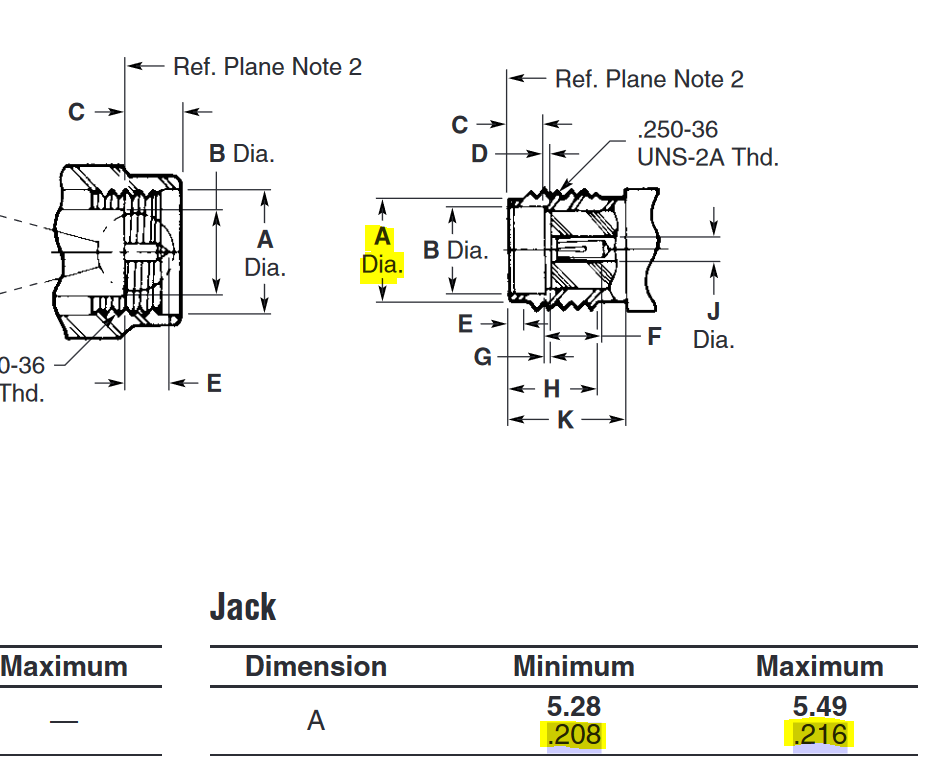 Ref. Plane Note 2
C
B Dia.
A
Dia.
0-36
Thd.
E
Ref. Plane Note 2
C
D
.250-36
UNS-2A Thd.
A
Dia.
B Dia.
E
G
F
J
Dia.
H
K
Jack
Maximum
Dimension Minimum Maximum
—
A
5.28 5.49
.208 .216